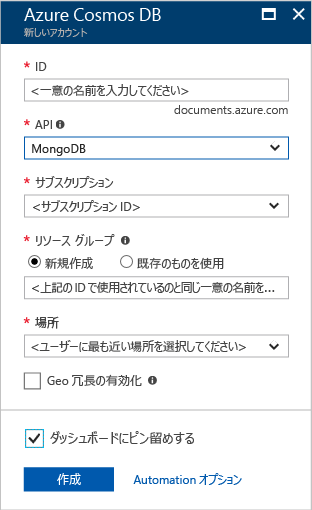 Azure Cosmos DB
新しいアカウント
* ID
<一意の名前を入力してください>
documents.azure.com
* API
MongoDB
* サブスクリプション
<サブスクリプション ID>
* リソース グループ
新規作成 既存のものを使用
<上記の ID で使用されているのと同じ一意の名前を...
* 場所
<ユーザーに最も近い場所を選択してください>
Geo 冗長の有効化
ダッシュボードにピン留めする
作成 Automation オプション